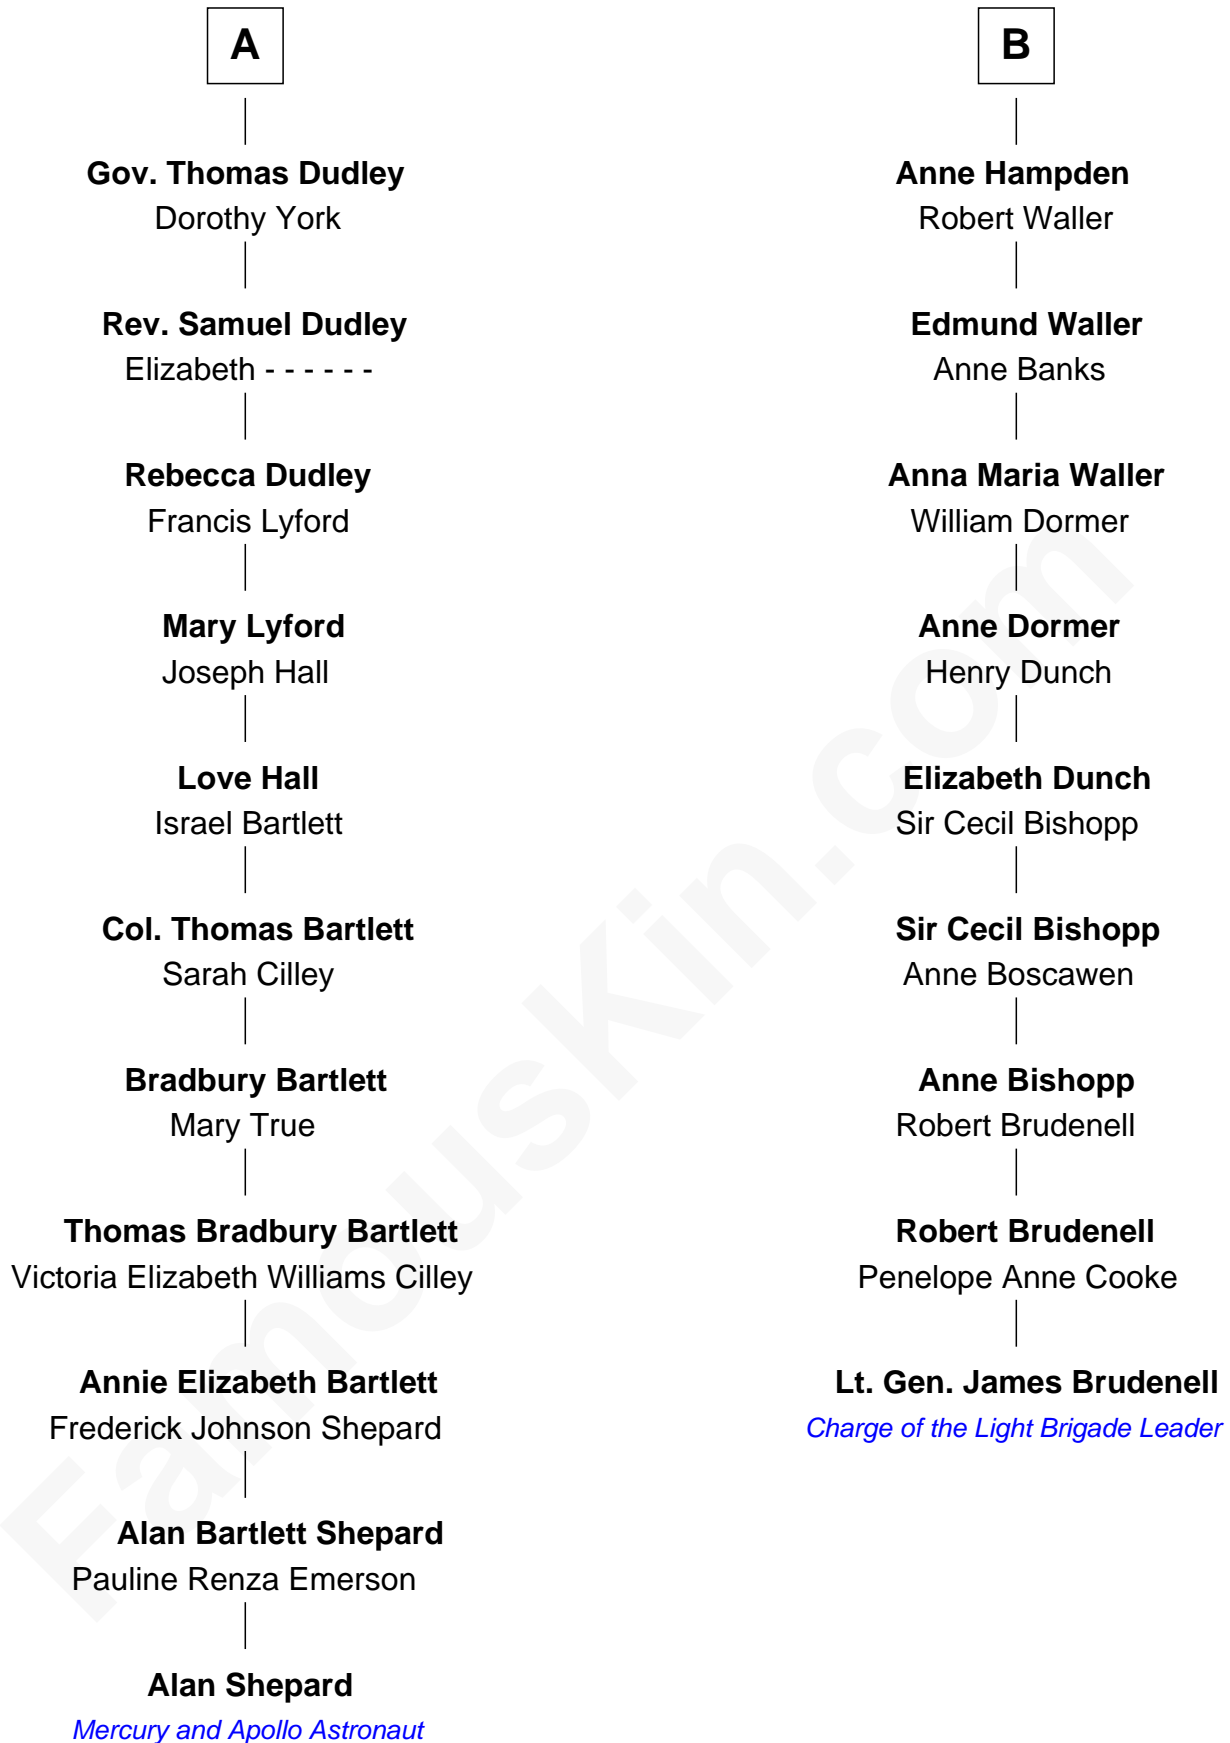 A
Gov. Thomas Dudley
Dorothy York
Rev. Samuel Dudley
Elizabeth - - - - - -
Rebecca Dudley
Francis Lyford
Mary Lyford
Joseph Hall
Love Hall
Israel Bartlett
Col. Thomas Bartlett
Sarah Cilley
Bradbury Bartlett
Mary True
Thomas Bradbury Bartlett
Victoria Elizabeth Williams Cilley
Annie Elizabeth Bartlett
Frederick Johnson Shepard
Alan Bartlett Shepard
Pauline Renza Emerson
Alan Shepard
Mercury and Apollo Astronaut
B
Anne Hampden
Robert Waller
Edmund Waller
Anne Banks
Anna Maria Waller
William Dormer
Anne Dormer
Henry Dunch
Elizabeth Dunch
Sir Cecil Bishopp
Sir Cecil Bishopp
Anne Boscawen
Anne Bishopp
Robert Brudenell
Robert Brudenell
Penelope Anne Cooke
Lt. Gen. James Brudenell
Charge of the Light Brigade Leader
FamousKin.com